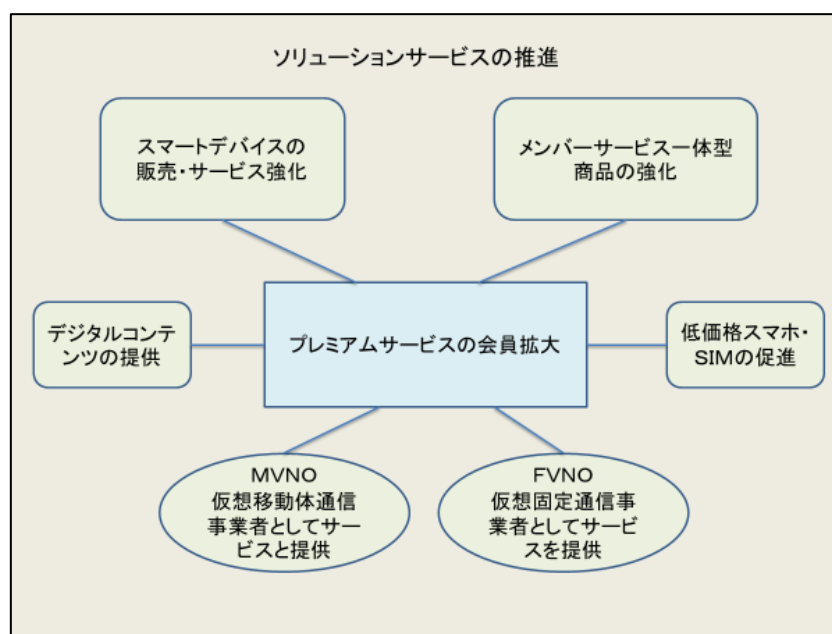 ソリューションサービスの推進
スマートデバイスの
販売・サービス強化
メンバーサービス一体型
商品の強化
デジタルコンテ
ンツの提供
プレミアムサービスの会員拡大
低価格スマホ・
SIMの促進
MVNO
仮想移動体通信
事業者としてサー
ビスと提供
FVNO
仮想固定通信事
業者としてサービ
スを提供